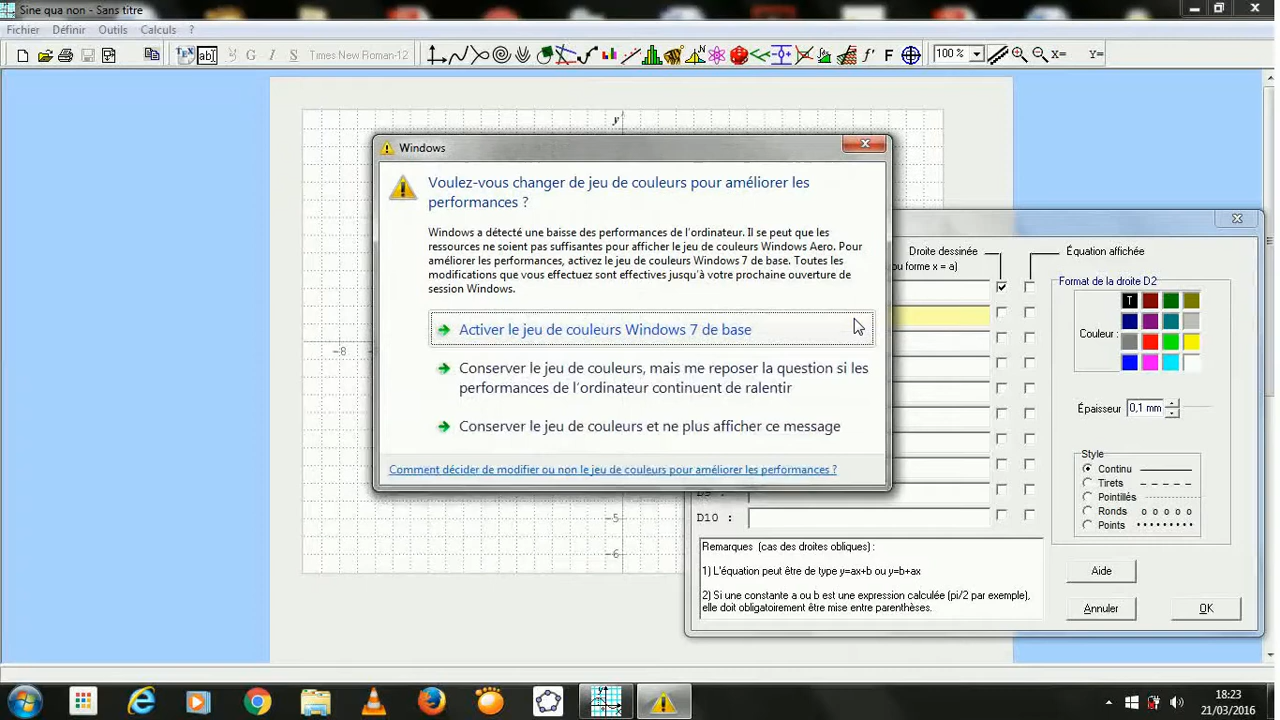 Sine qua non - Sans titre
Fichier Définir Outils Calculs ?
TEX abI G I S Times New Roman-12 F 100 % X= Y=
y
Windows
Voulez-vous changer de jeu de couleurs pour améliorer les
performances ?
Windows a détecté une baisse des performances de l'ordinateur. Il se peut que les
ressources ne soient pas suffisantes pour afficher le jeu de couleurs Windows Aero. Pour
améliorer les performances, activez le jeu de couleurs Windows 7 de base. Toutes les
modifications que vous effectuez sont effectives jusqu'à votre prochaine ouverture de
session Windows.
Activer le jeu de couleurs Windows 7 de base
Conserver le jeu de couleurs, mais me reposer la question si les
performances de l'ordinateur continuent de ralentir
Conserver le jeu de couleurs et ne plus afficher ce message
Comment décider de modifier ou non le jeu de couleurs pour améliorer les performances ?
-8
-5
-6
Droite dessinée
ou forme x = a)
Équation affichée
Format de la droite D2
T
Couleur :
Épaisseur 0,1 mm
Style
Continu
Tirets
Pointillés
Ronds
Points
D10 :
Remarques (cas des droites obliques) :
1) L'équation peut être de type y=ax+b ou y=b+ax
2) Si une constante a ou b est une expression calculée (pi/2 par exemple),
elle doit obligatoirement être mise entre parenthèses.
Aide
Annuler OK
18:23
21/03/2016